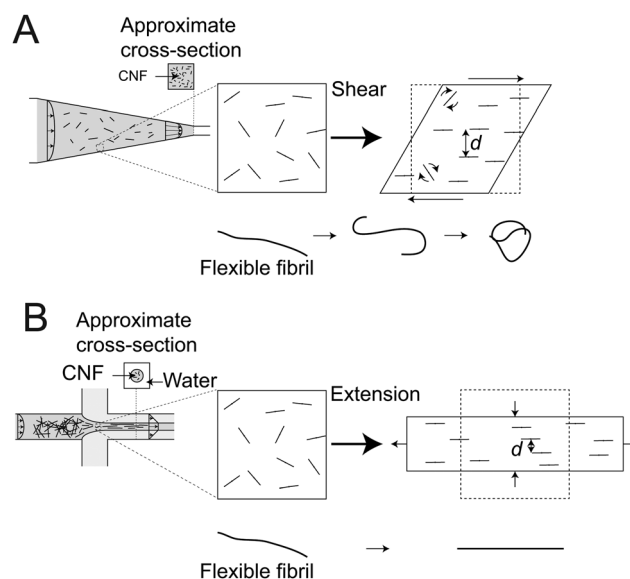 A
Approximate
cross-section
CNF
Shear
d
Flexible fibril
B
Approximate
cross-section
CNF
Water
Extension
d
Flexible fibril